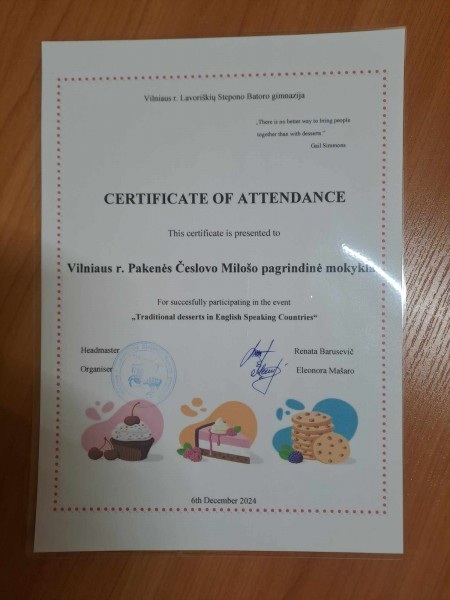 Vilniaus r. Lavoriškių Stepono Batoro gimnazija
„There is no better way to bring people
together than with desserts."
Gail Simmons
CERTIFICATE OF ATTENDANCE
This certificate is presented to
Vilniaus r. Pakenės Česlovo Milošo pagrindinė mokykla
For succesfully participating in the event
„Traditional desserts in English Speaking Countries“
Headmaster Renata Barusevič
Organiser Eleonora Mašaro
6th December 2024